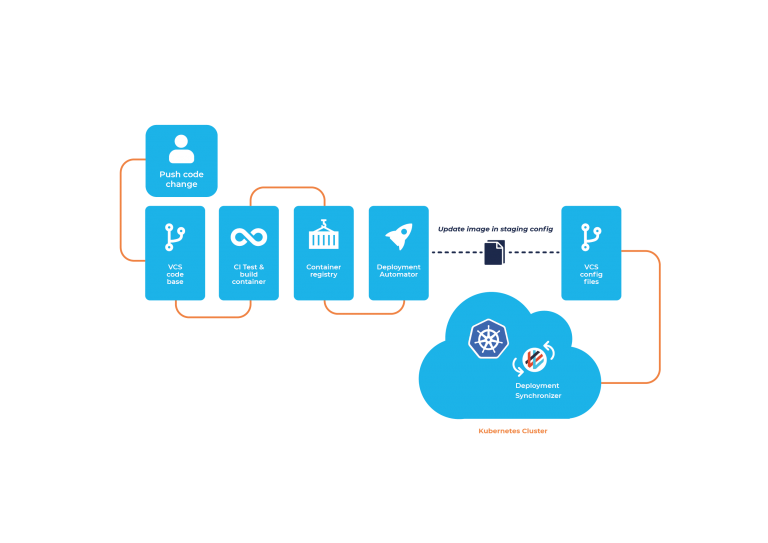 Push code
change
VCS
code
base
CI Test &
build
container
Container
registry
Deployment
Automator
Update image in staging config
VCS
config
files
Deployment
Synchronizer
Kubernetes Cluster